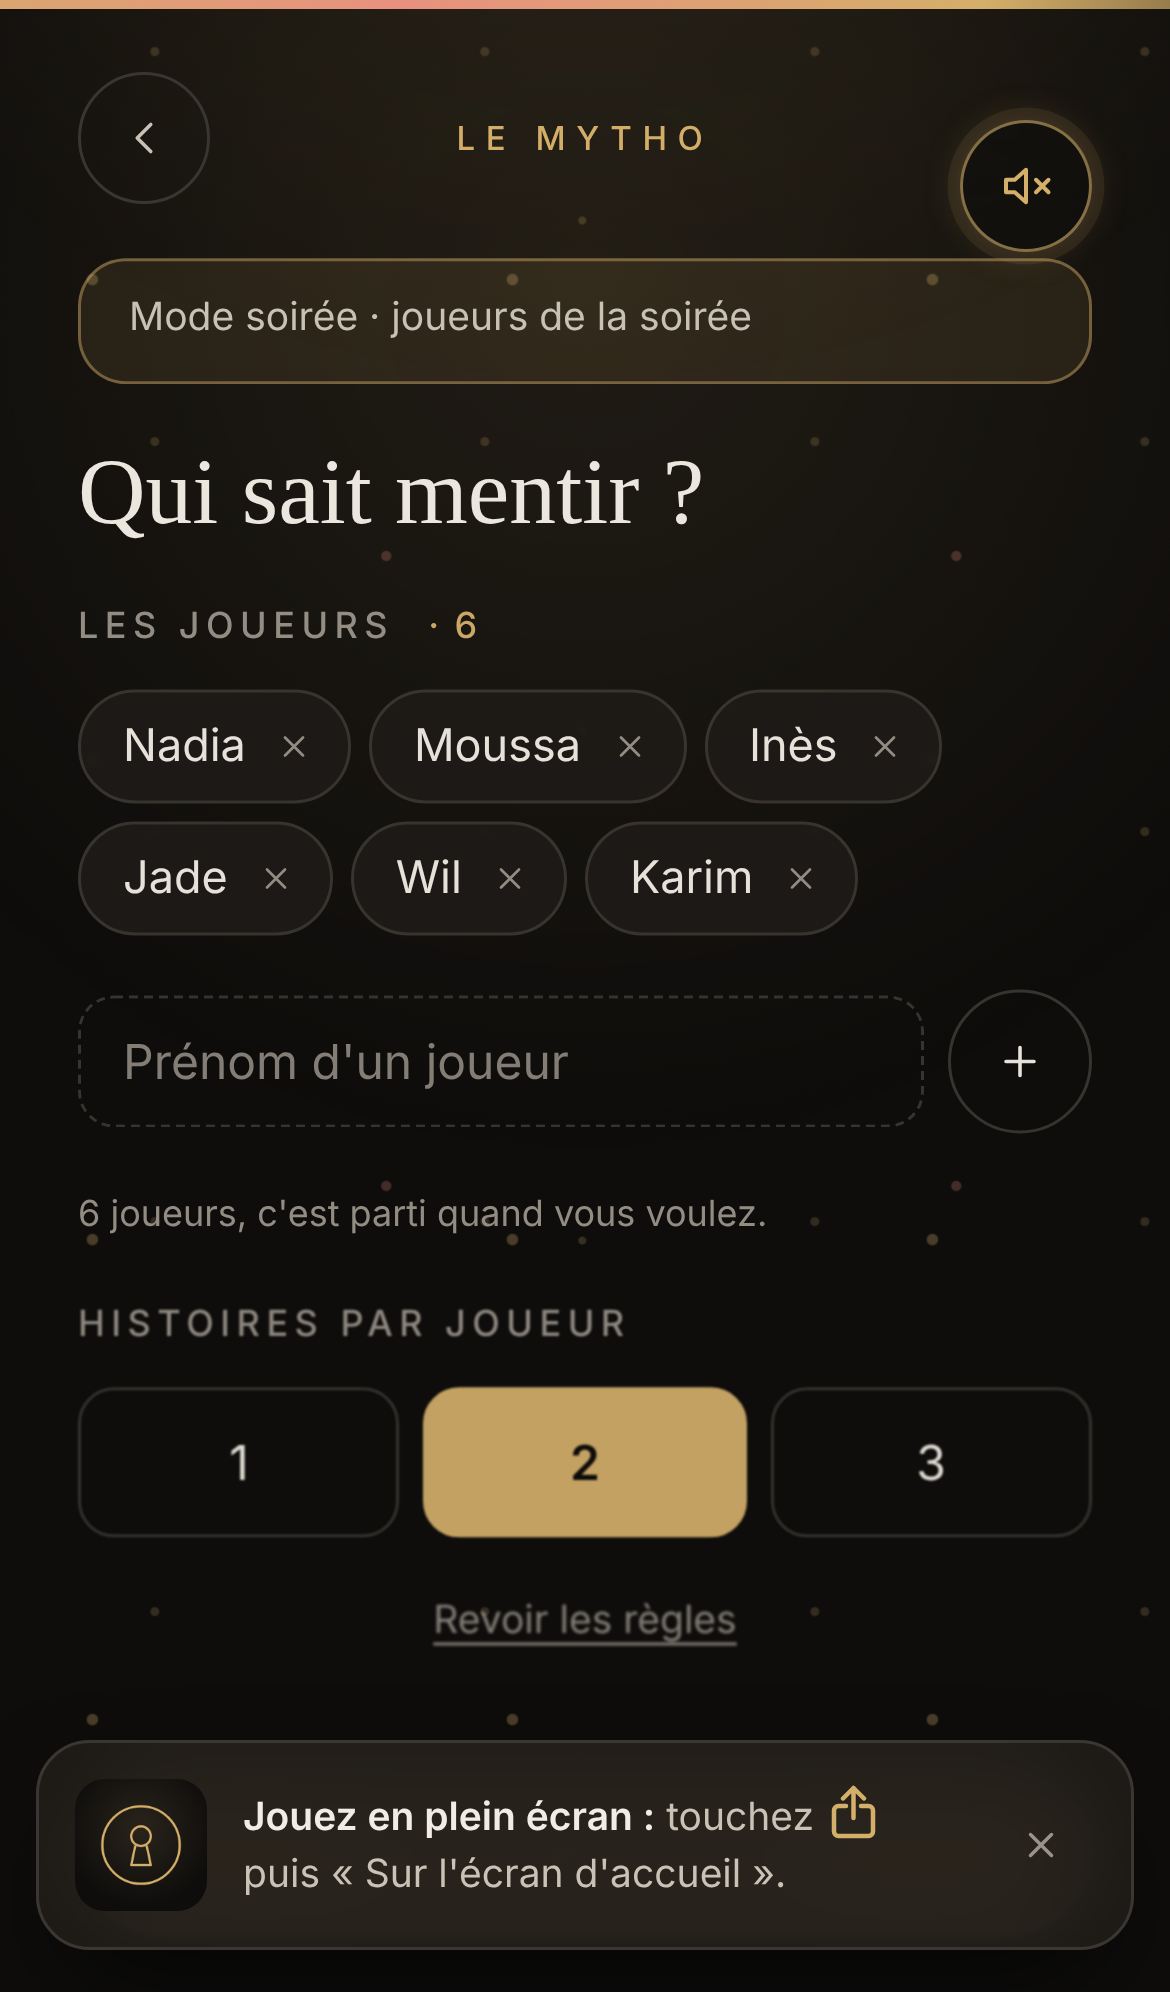 LE MYTHO
Mode soirée · joueurs de la soirée
Qui sait mentir ?
LES JOUEURS · 6
Nadia × Moussa × Inès ×
Jade × Wil × Karim ×
Prénom d'un joueur +
6 joueurs, c'est parti quand vous voulez.
HISTOIRES PAR JOUEUR
1 2 3
Revoir les règles
Jouez en plein écran : touchez
puis « Sur l'écran d'accueil ».